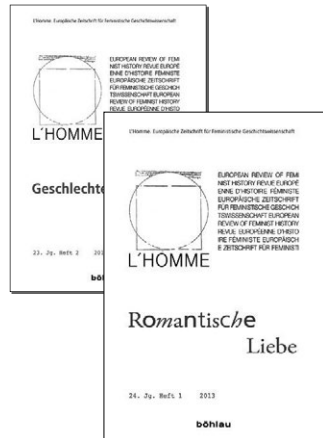 L'Homme. Europäische Zeitschrift für Feministische Geschichtswissenschaft
EUROPEAN REVIEW OF FEMI
NIST HISTORY REVUE EUROPÉ
ENNE D'HISTOIRE FÉMINISTE
EUROPÄISCHE ZEITSCHRIFT
FÜR FEMINISTISCHE GESCHICH
TSWISSENSCHAFT EUROPEAN
REVIEW OF FEMINIST HISTORY
REVUE EUROPÉENNE D'HISTO
L'HOMME
Geschlechte
23. Jg. Heft 2 201
böl
L'Homme. Europäische Zeitschrift für Feministische Geschichtswissenschaft
EUROPEAN REVIEW OF FEMI
NIST HISTORY REVUE EUROPÉ
ENNE D'HISTOIRE FÉMINISTE
EUROPÄISCHE ZEITSCHRIFT
FÜR FEMINISTISCHE GESCHICH
TSWISSENSCHAFT EUROPEAN
REVIEW OF FEMINIST HISTORY
REVUE EUROPÉENNE D'HISTO
IRE FÉMINISTE EUROPÄISCH
E ZEITSCHRIFT FÜR FEMINISTI
L'HOMME
Romantische
Liebe
24. Jg. Heft 1 2013
böhlau